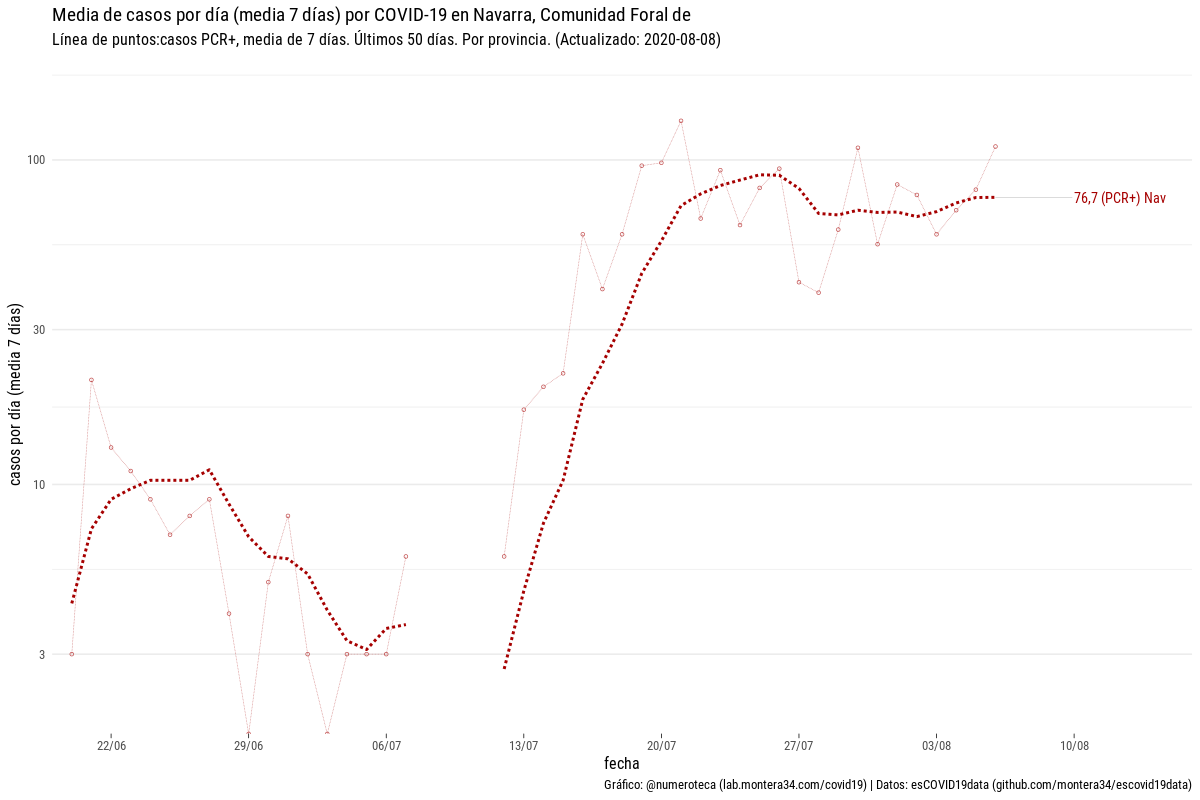 Media de casos por día (media 7 días) por COVID-19 en Navarra, Comunidad Foral de
Línea de puntos:casos PCR+, media de 7 días. Últimos 50 días. Por provincia. (Actualizado: 2020-08-08)
casos por día (media 7 días)
100
30
10
3
76,7 (PCR+) Nav
22/06
29/06
06/07
13/07
20/07
27/07
03/08
10/08
fecha
Gráfico: @numeroteca (lab.montera34.com/covid19) | Datos: esCOVID19data (github.com/montera34/escovid19data)